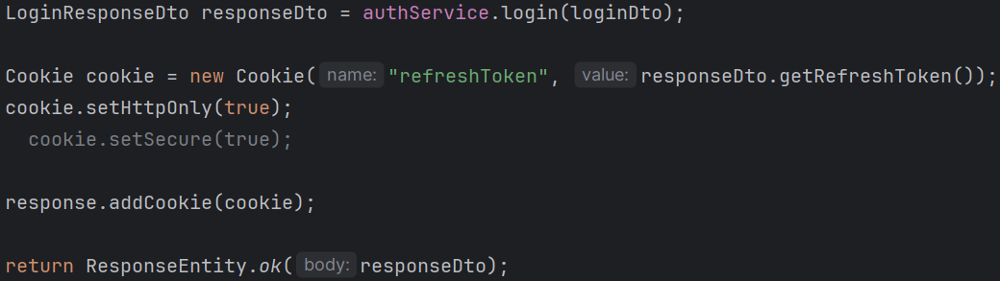 LoginResponseDto responseDto = authService.login(loginDto);
Cookie cookie = new Cookie( name: "refreshToken", value: responseDto.getRefreshToken());
cookie.setHttpOnly(true);
cookie.setSecure(true);
response.addCookie(cookie);
return ResponseEntity.ok( body: responseDto);